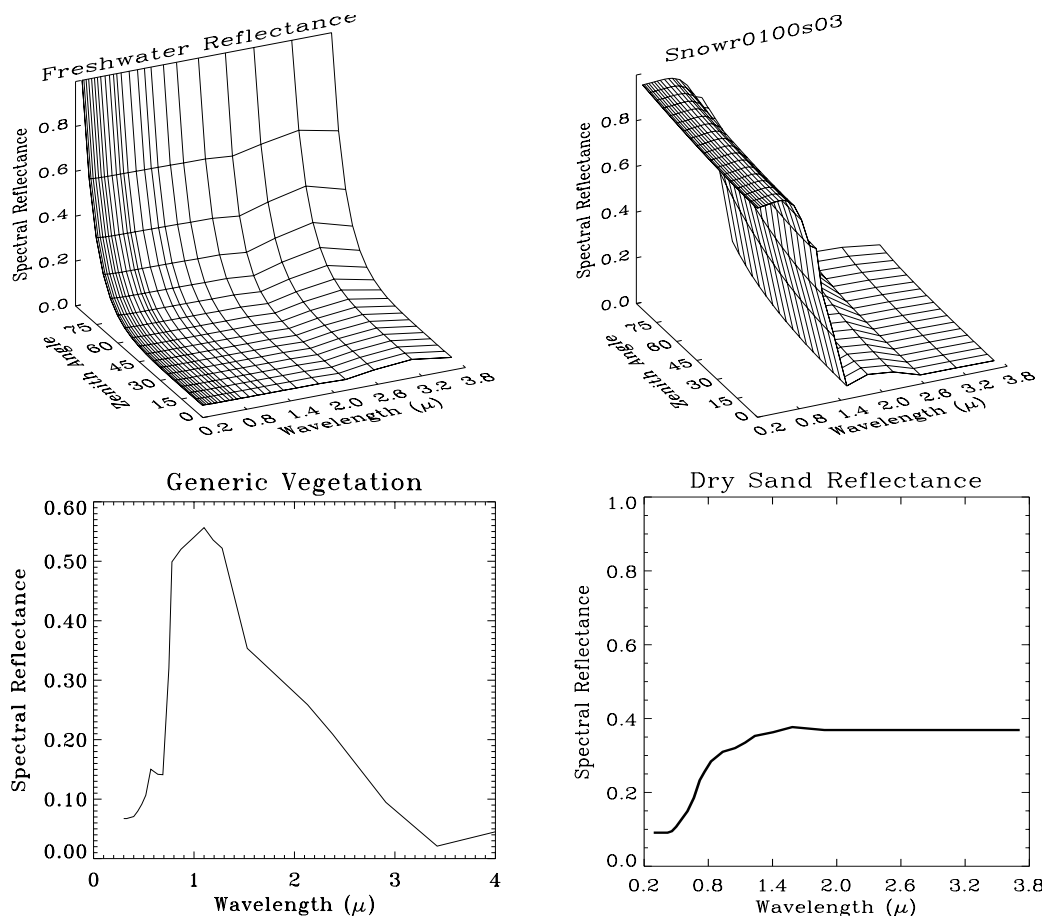 Freshwater Reflectance
Spectral Reflectance
0.8
0.6
0.4
0.2
0.0
75
60
45
30
15
0
Zenith Angle
0.2 0.8 1.4 2.0 2.6 3.2 3.8
Wavelength (μ)
Snowr0100s03
Spectral Reflectance
0.8
0.6
0.4
0.2
0.0
75
60
45
30
15
0
Zenith Angle
0.2 0.8 1.4 2.0 2.6 3.2 3.8
Wavelength (μ)
Generic Vegetation
Spectral Reflectance
0.60
0.50
0.40
0.30
0.20
0.10
0.00
0 1 2 3 4
Wavelength (μ)
Dry Sand Reflectance
Spectral Reflectance
1.0
0.8
0.6
0.4
0.2
0.0
0.2 0.8 1.4 2.0 2.6 3.2 3.8
Wavelength (μ)